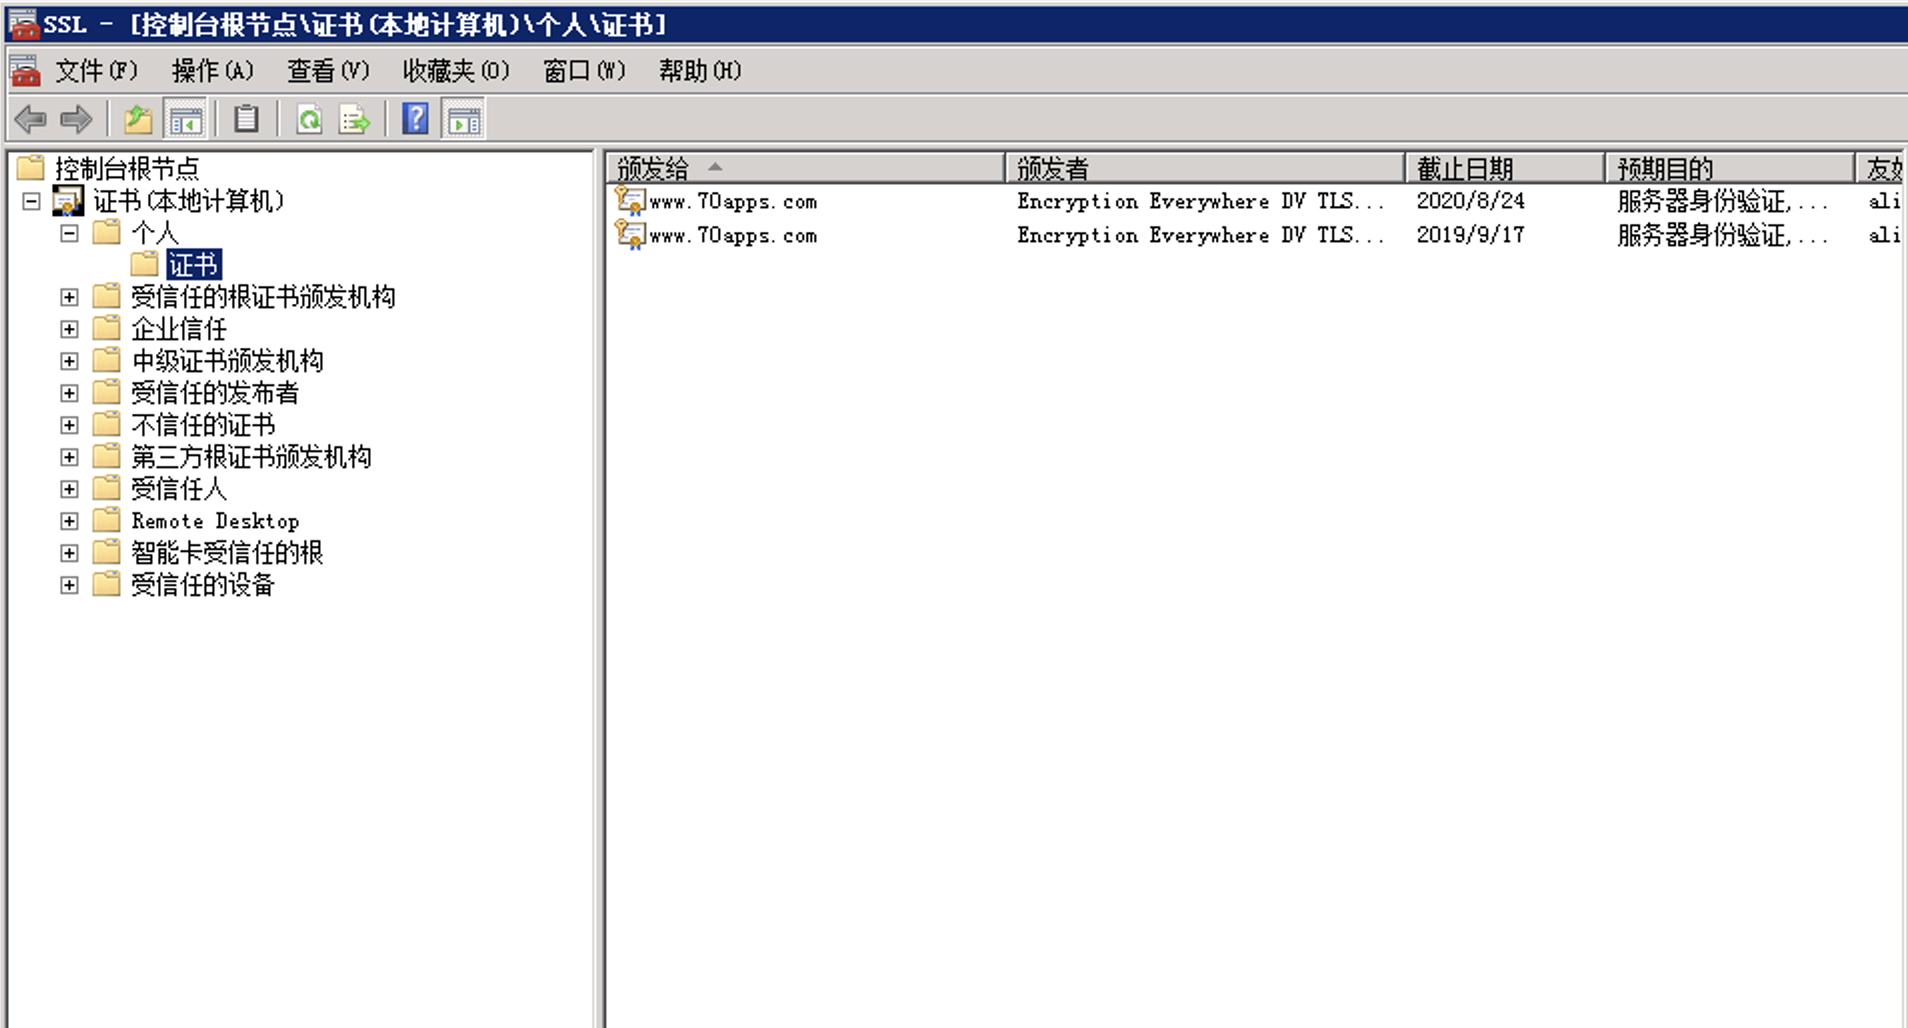 SSL - [控制台根节点\证书(本地计算机)\个人\证书]
文件(F) 操作(A) 查看(V) 收藏夹(O) 窗口(W) 帮助(H)
控制台根节点
证书(本地计算机)
个人
证书
受信任的根证书颁发机构
企业信任
中级证书颁发机构
受信任的发布者
不信任的证书
第三方根证书颁发机构
受信任人
Remote Desktop
智能卡受信任的根
受信任的设备
颁发给 颁发者 截止日期 预期目的 友好
www.70apps.com Encryption Everywhere DV TLS... 2020/8/24 服务器身份验证,... ali
www.70apps.com Encryption Everywhere DV TLS... 2019/9/17 服务器身份验证,... ali